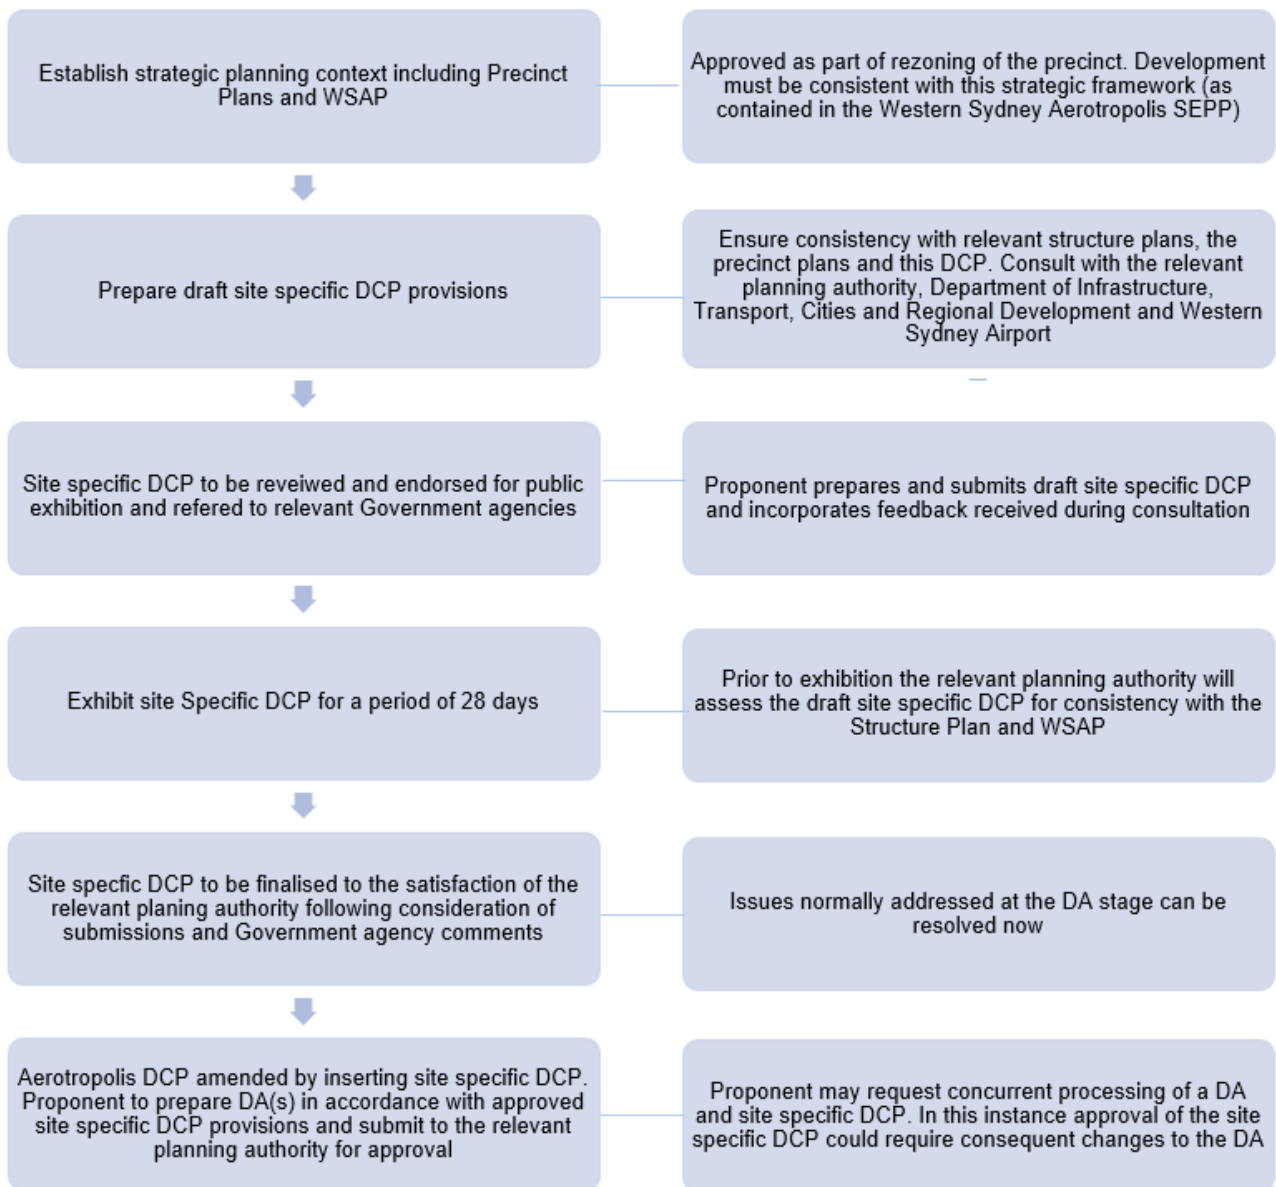 Establish strategic planning context including Precinct
Plans and WSAP
Approved as part of rezoning of the precinct. Development
must be consistent with this strategic framework (as
contained in the Western Sydney Aerotropolis SEPP)
Prepare draft site specific DCP provisions
Ensure consistency with relevant structure plans, the
precinct plans and this DCP. Consult with the relevant
planning authority, Department of Infrastructure,
Transport, Cities and Regional Development and Western
Sydney Airport
Site specific DCP to be reveiwed and endorsed for public
exhibition and refered to relevant Government agencies
Proponent prepares and submits draft site specific DCP
and incorporates feedback received during consultation
Exhibit site Specific DCP for a period of 28 days
Prior to exhibition the relevant planning authority will
assess the draft site specific DCP for consistency with the
Structure Plan and WSAP
Site specfic DCP to be finalised to the satisfaction of the
relevant planing authority following consideration of
submissions and Government agency comments
Issues normally addressed at the DA stage can be
resolved now
Aerotropolis DCP amended by inserting site specific DCP.
Proponent to prepare DA(s) in accordance with approved
site specific DCP provisions and submit to the relevant
planning authority for approval
Proponent may request concurrent processing of a DA
and site specific DCP. In this instance approval of the site
specific DCP could require consequent changes to the DA